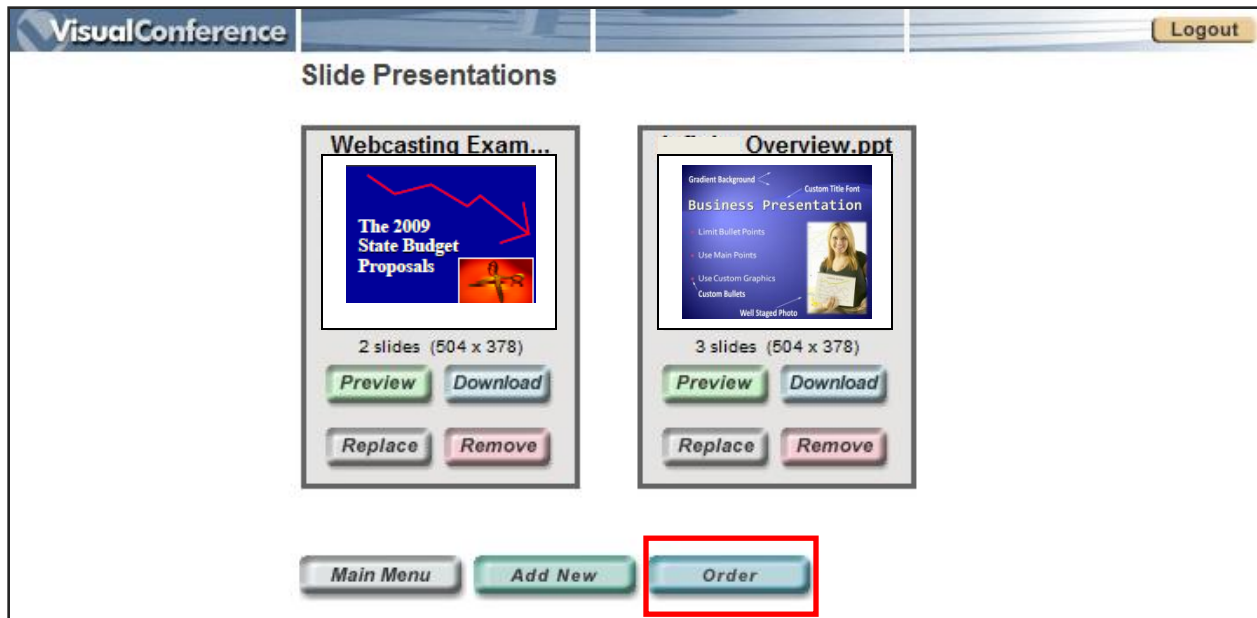 VisualConference
Logout
Slide Presentations
Webcasting Exam...
The 2009
State Budget
Proposals
2 slides (504 x 378)
Preview Download
Replace Remove
Overview.ppt
Gradient Background
Custom Title Font
Business Presentation
Limit Bullet Points
Use Main Points
Use Custom Graphics
Custom Bullets
Well Staged Photo
3 slides (504 x 378)
Preview Download
Replace Remove
Main Menu Add New Order